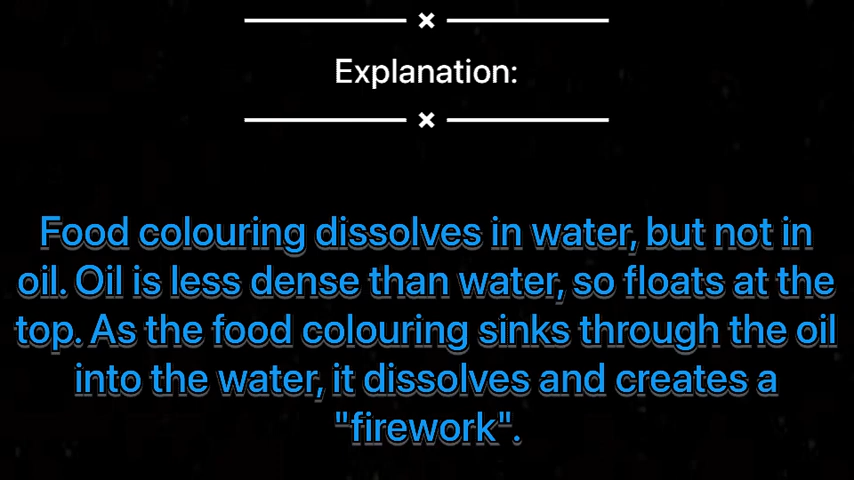 Explanation:
Food colouring dissolves in water, but not in
oil. Oil is less dense than water, so floats at the
top. As the food colouring sinks through the oil
into the water, it dissolves and creates a
"firework".